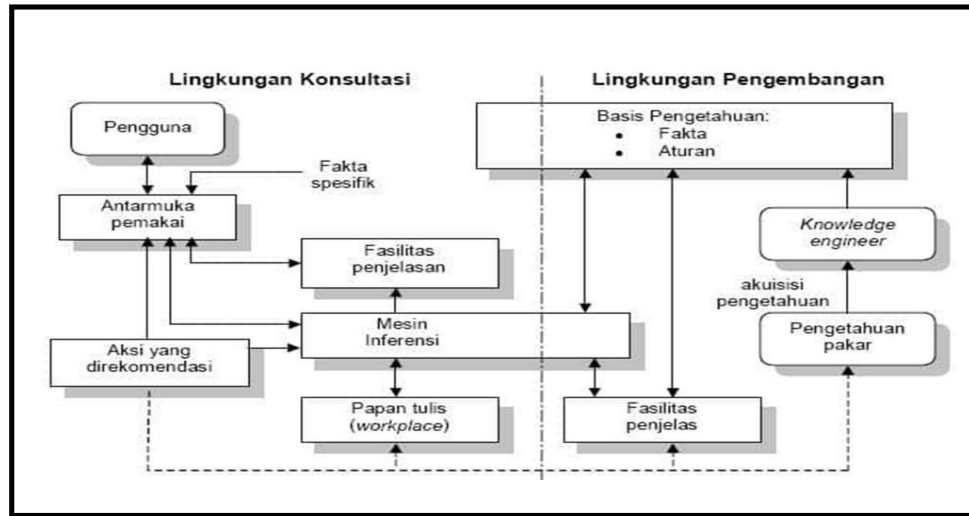 Lingkungan Konsultasi
Lingkungan Pengembangan
Pengguna
Basis Pengetahuan:
• Fakta
• Aturan
Fakta
spesifik
Antarmuka
pemakai
Knowledge
engineer
Fasilitas
penjelasan
akuisisi
pengetahuan
Mesin
Inferensi
Pengetahuan
pakar
Aksi yang
direkomendasi
Papan tulis
(workplace)
Fasilitas
penjelas